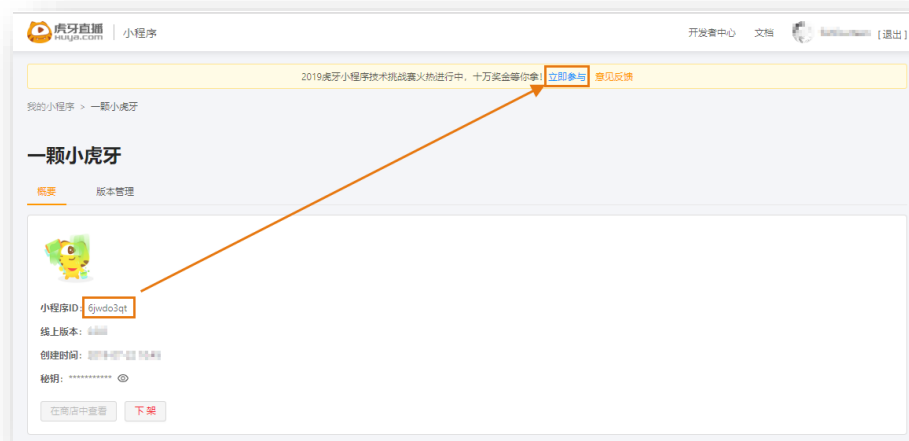 虎牙直播 HUYA.COM 小程序 开发者中心 文档 [退出]
2019虎牙小程序技术挑战赛火热进行中，十万奖金等你拿! 立即参与 意见反馈
我的小程序 > 一颗小虎牙
一颗小虎牙
概要 版本管理
小程序ID: 6jwdo3qt
线上版本:
创建时间:
秘钥: ***********
在商店中查看 下架